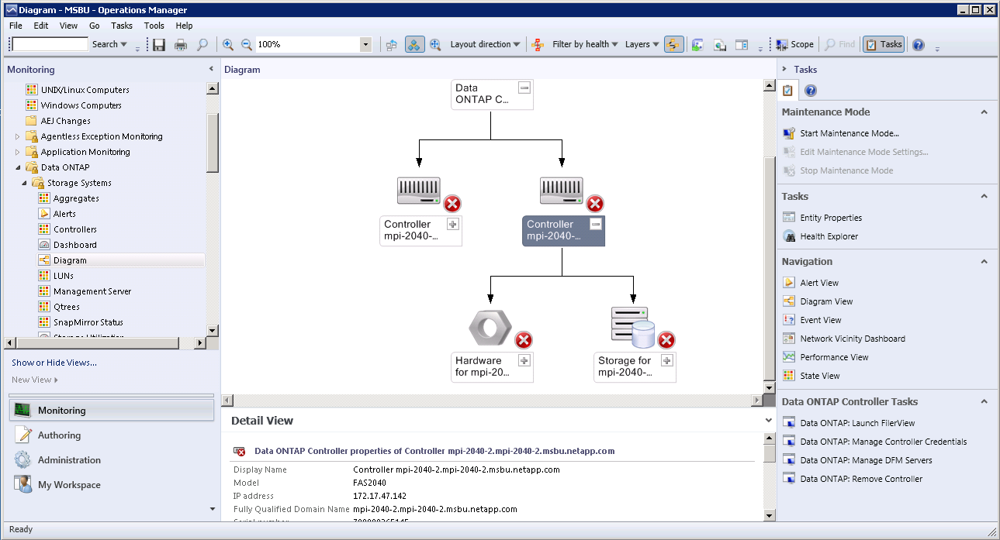 Diagram - MSBU - Operations Manager
File Edit View Go Tasks Tools Help
Search 100% Layout direction Filter by health Layers Scope Find Tasks
Monitoring
UNIX/Linux Computers
Windows Computers
AEJ Changes
Agentless Exception Monitoring
Application Monitoring
Data ONTAP
Storage Systems
Aggregates
Alerts
Controllers
Dashboard
Diagram
LUNs
Management Server
Qtrees
SnapMirror Status
Storage Utilization
Show or Hide Views...
New View
Monitoring
Authoring
Administration
My Workspace
Diagram
Data
ONTAP C...
Controller
mpi-2040-...
Controller
mpi-2040-...
Hardware
for mpi-20...
Storage for
mpi-2040-...
Detail View
Data ONTAP Controller properties of Controller mpi-2040-2.mpi-2040-2.msbu.netapp.com
Display Name Controller mpi-2040-2.mpi-2040-2.msbu.netapp.com
Model FAS2040
IP address 172.17.47.142
Fully Qualified Domain Name mpi-2040-2.mpi-2040-2.msbu.netapp.com
Serial number
Tasks
Maintenance Mode
Start Maintenance Mode...
Edit Maintenance Mode Settings...
Stop Maintenance Mode
Tasks
Entity Properties
Health Explorer
Navigation
Alert View
Diagram View
Event View
Network Vicinity Dashboard
Performance View
State View
Data ONTAP Controller Tasks
Data ONTAP: Launch FilerView
Data ONTAP: Manage Controller Credentials
Data ONTAP: Manage DFM Servers
Data ONTAP: Remove Controller
Ready